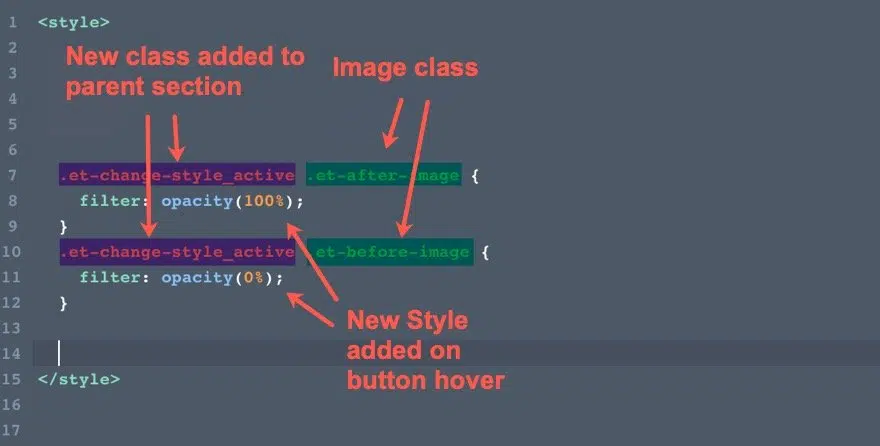 1 <style>
2
New class added to
parent section
Image class
3
4
5
6
7 .et-change-style_active .et-after-image {
8 filter: opacity(100%);
9 }
10 .et-change-style_active .et-before-image {
11 filter: opacity(0%);
12 }
13
New Style
added on
button hover
14
15 </style>
16
17